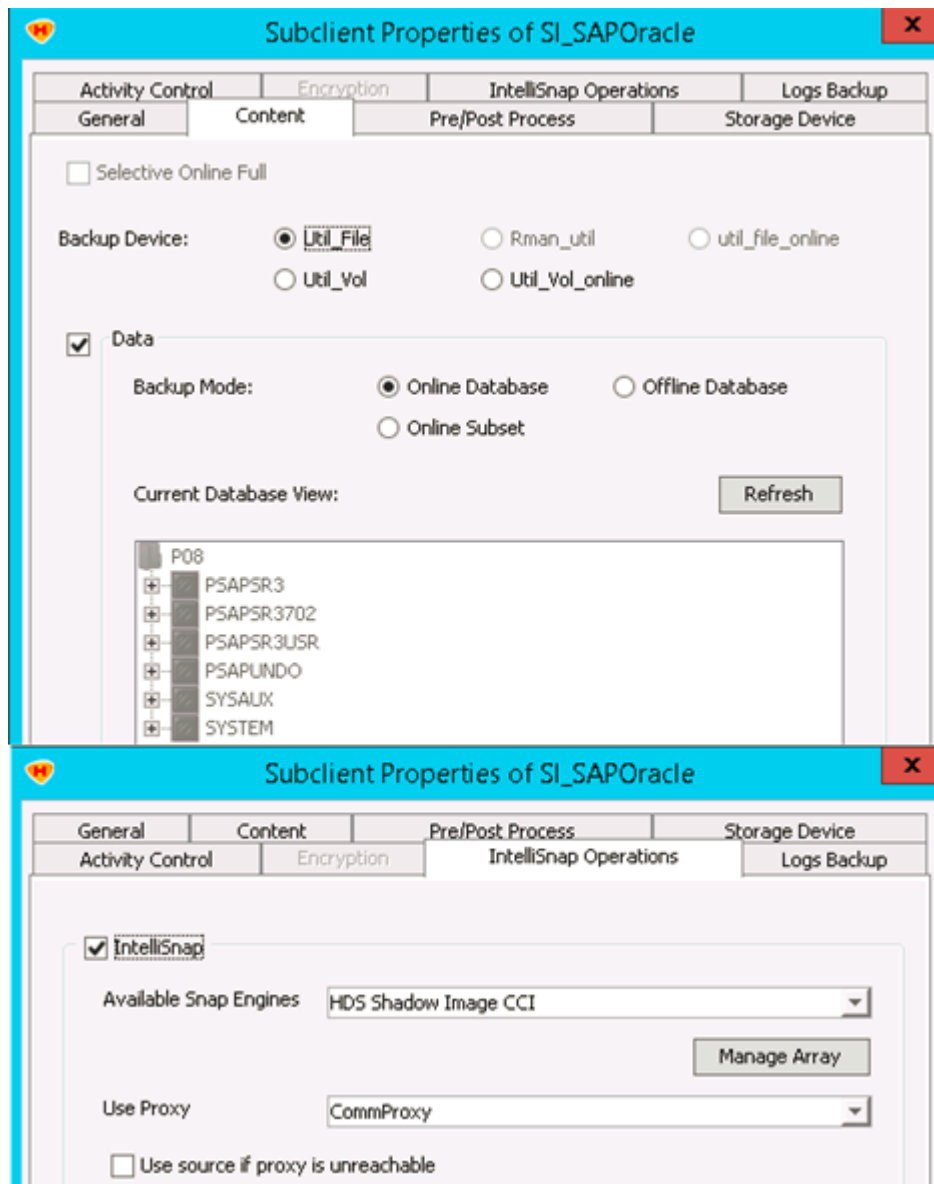 Subclient Properties of SI_SAPOracle
x
Activity Control Encryption IntelliSnap Operations Logs Backup
General Content Pre/Post Process Storage Device
Selective Online Full
Backup Device: Util_File Rman_util util_file_online
Util_Vol Util_Vol_online
Data
Backup Mode: Online Database Offline Database
Online Subset
Current Database View: Refresh
P08
PSAPSR3
PSAPSR3702
PSAPSR3USR
PSAPUNDO
SYSAUX
SYSTEM
Subclient Properties of SI_SAPOracle
x
General Content Pre/Post Process Storage Device
Activity Control Encryption IntelliSnap Operations Logs Backup
IntelliSnap
Available Snap Engines HDS Shadow Image CCI
Manage Array
Use Proxy CommProxy
Use source if proxy is unreachable